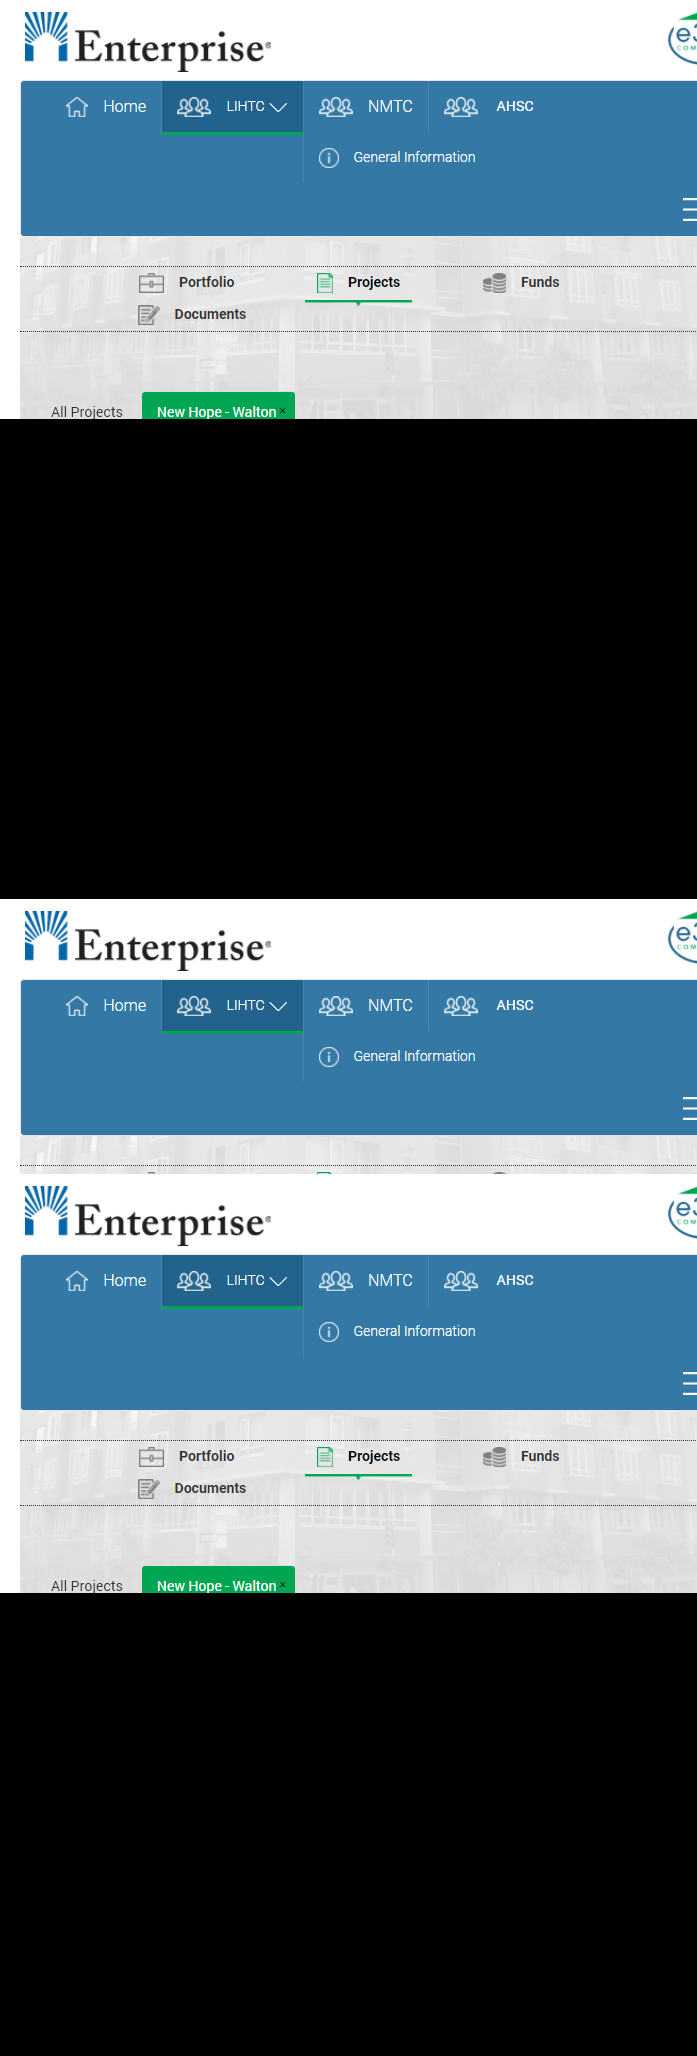 Enterprise®
Home LIHTC NMTC AHSC
General Information
Portfolio Projects Funds
Documents
All Projects New Hope - Walton ×
Enterprise®
Home LIHTC NMTC AHSC
General Information
Enterprise®
Home LIHTC NMTC AHSC
General Information
Portfolio Projects Funds
Documents
All Projects New Hope - Walton ×